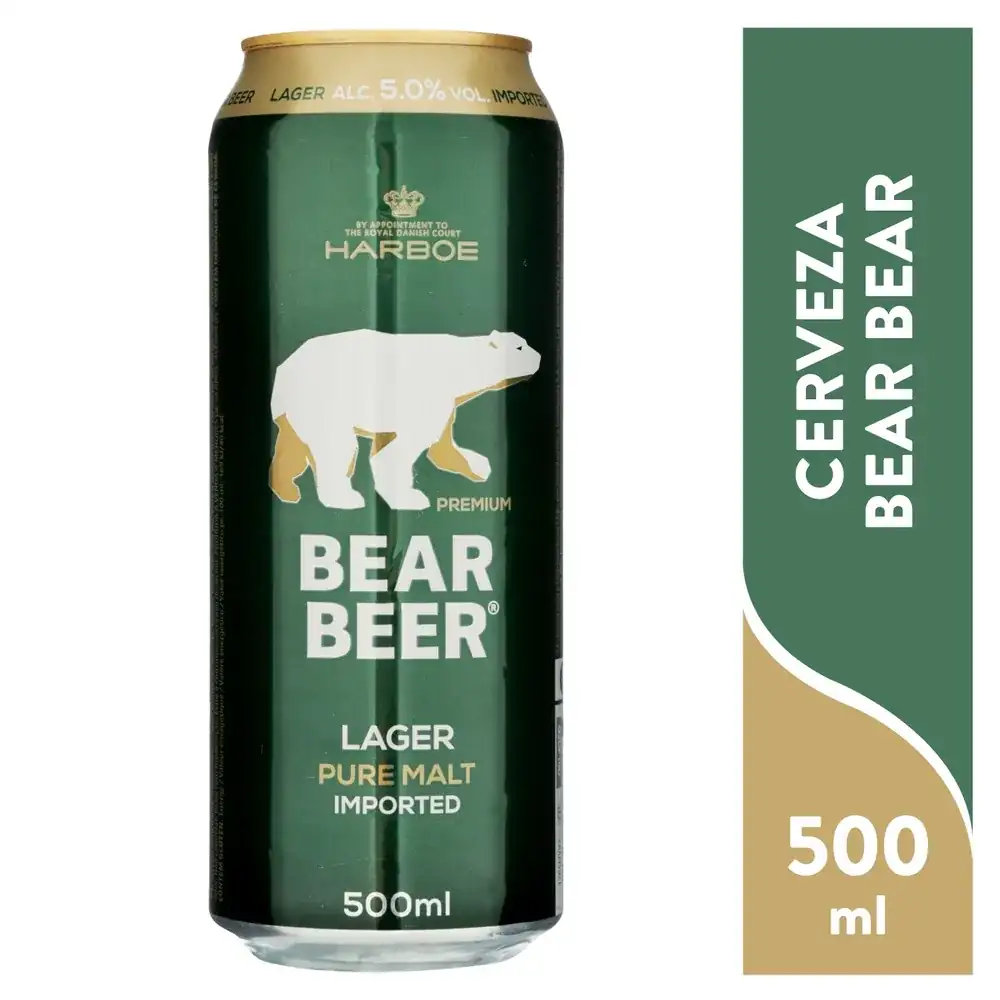 BEER LAGER ALC. 5.0% VOL. IMPORTED
BY APPOINTMENT TO
THE ROYAL DANISH COURT
HARBOE
PREMIUM
BEAR
BEER®
LAGER
PURE MALT
IMPORTED
500ml
CERVEZA
BEAR BEAR
500
ml